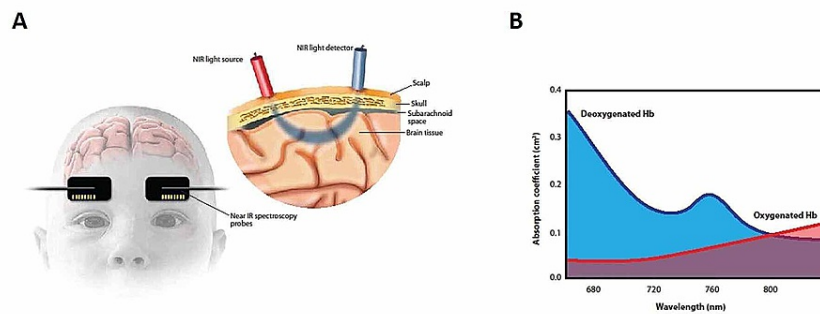 A
NIR light source
NIR light detector
Scalp
Skull
Subarachnoid
space
Brain tissue
Near IR spectroscopy
probes
B
Absorption coefficient (cm²)
0.4
0.3
0.2
0.1
0.0
Deoxygenated Hb
Oxygenated Hb
680
720
760
800
Wavelength (nm)